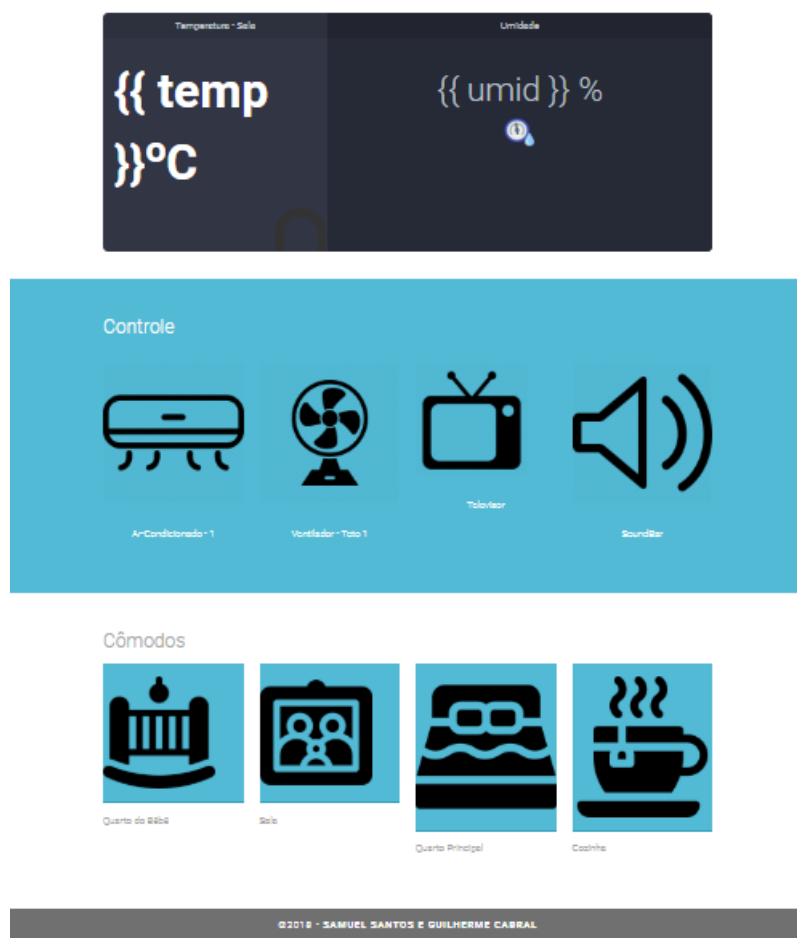 Temperatura - Sala
Umidade
{{ temp
}}ºC
{{ umid }} %
Controle
Televisor
Ar-Condicionado - 1
Ventilador - Teto 1
SoundBar
Cômodos
Quarto do Bêbê
Sala
Quarto Principal
Cozinha
©2018 - SAMUEL SANTOS E GUILHERME CABRAL